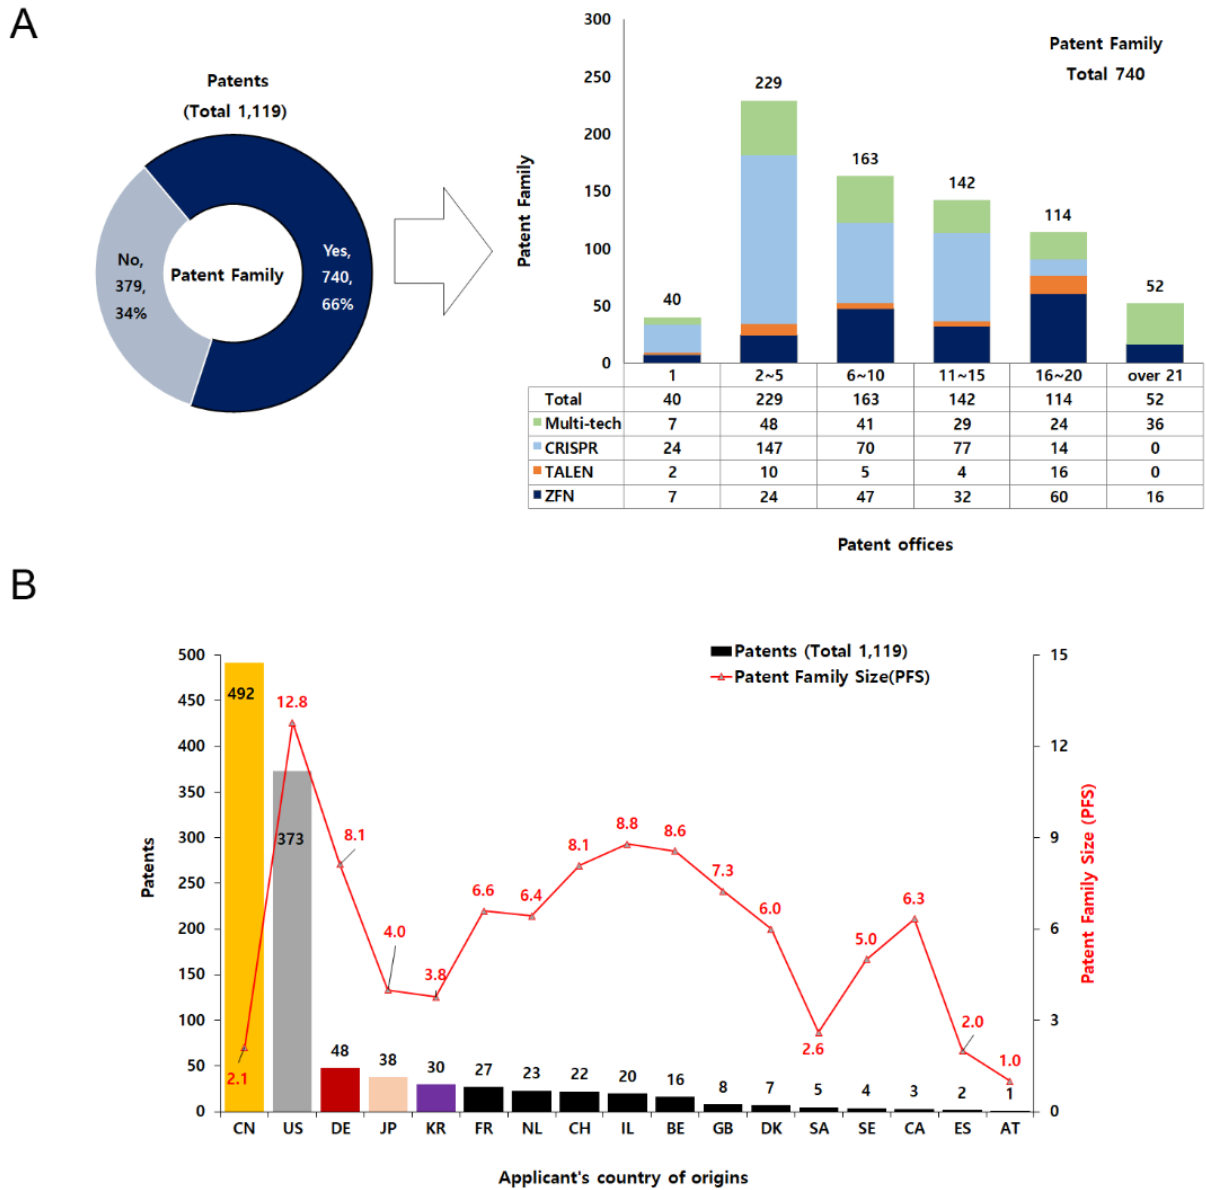 A
Patents
(Total 1,119)
No,
379,
34%
Patent Family
Yes,
740,
66%
Patent Family
Total 740
Patent Family
300
250
200
150
100
50
0
40
229
163
142
114
52
1 2~5 6~10 11~15 16~20 over 21
Total 40 229 163 142 114 52
Multi-tech 7 48 41 29 24 36
CRISPR 24 147 70 77 14 0
TALEN 2 10 5 4 16 0
ZFN 7 24 47 32 60 16
Patent offices
B
Patents (Total 1,119)
Patent Family Size(PFS)
Patents
500
450
400
350
300
250
200
150
100
50
0
492
373
48
38
30
27
23
22
20
16
8
7
5
4
3
2
1
2.1
12.8
8.1
4.0
3.8
6.6
6.4
8.1
8.8
8.6
7.3
6.0
2.6
5.0
6.3
2.0
1.0
15
12
9
6
3
0
Patent Family Size (PFS)
CN US DE JP KR FR NL CH IL BE GB DK SA SE CA ES AT
Applicant's country of origins